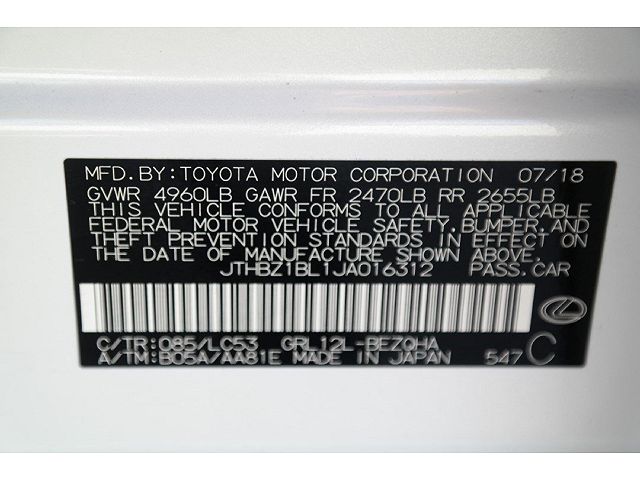 MFD.BY:TOYOTA MOTOR CORPORATION 07/18
GVWR 4960LB GAWR FR 2470LB RR 2655LB
THIS VEHICLE CONFORMS TO ALL APPLICABLE
FEDERAL MOTOR VEHICLE SAFETY,BUMPER,AND
THEFT PREVENTION STANDARDS IN EFFECT ON
THE DATE OF MANUFACTURE SHOWN ABOVE.
JTHBZ1BL1JA016312 PASS.CAR
C/TR:085/LC53 GRL12L-BEZQHA
A/TM:B05A/AA81E MADE IN JAPAN 547 C